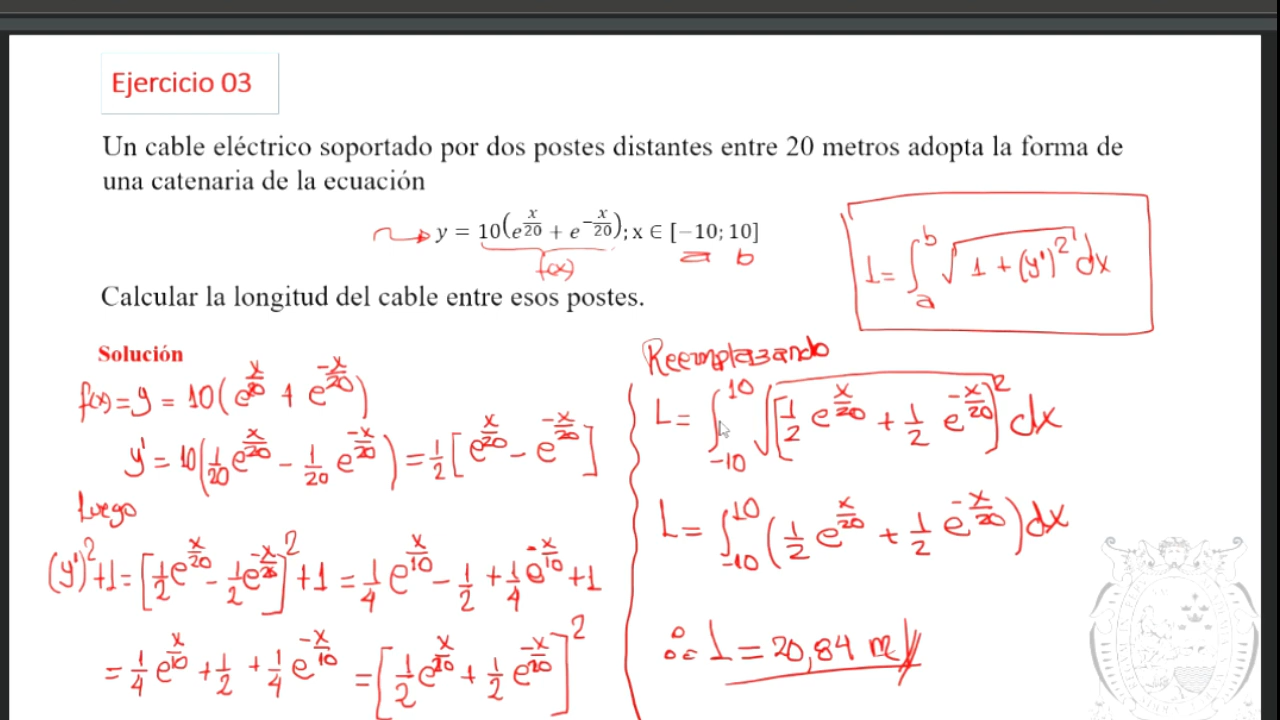 Ejercicio 03
Un cable eléctrico soportado por dos postes distantes entre 20 metros adopta la forma de
una catenaria de la ecuación
y = 10(e^{x/20} + e^{-x/20}); x ∈ [−10; 10]
f(x) a b
L = ∫_a^b √(1 + (y')²) dx
Calcular la longitud del cable entre esos postes.
Solución
f(x) = y = 10(e^{x/20} + e^{-x/20})
y' = 10(1/20 e^{x/20} - 1/20 e^{-x/20}) = 1/2 [e^{x/20} - e^{-x/20}]
Luego
(y')² + 1 = [1/2 e^{x/20} - 1/2 e^{-x/20}]² + 1 = 1/4 e^{x/10} - 1/2 + 1/4 e^{-x/10} + 1
= 1/4 e^{x/10} + 1/2 + 1/4 e^{-x/10} = [1/2 e^{x/20} + 1/2 e^{-x/20}]²
Reemplazando
L = ∫_{-10}^{10} √([1/2 e^{x/20} + 1/2 e^{-x/20}]²) dx
L = ∫_{-10}^{10} (1/2 e^{x/20} + 1/2 e^{-x/20}) dx
∴ L = 20,84 m